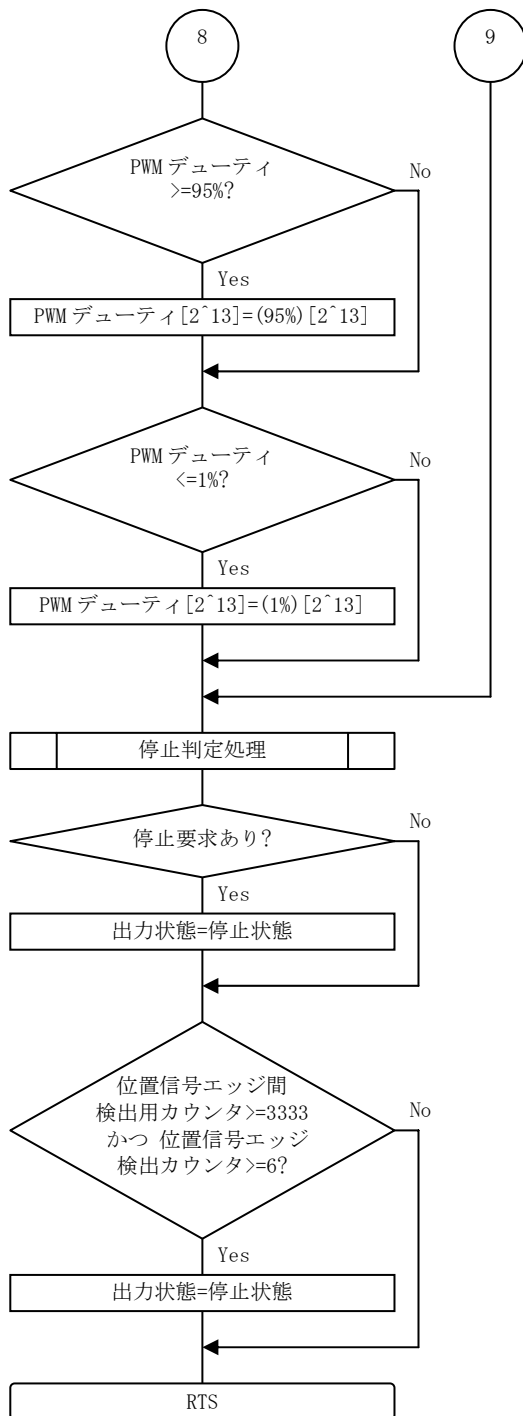 8
9
PWM デューティ
>=95%?
No
Yes
PWM デューティ[2^13]=(95%)[2^13]
PWM デューティ
<=1%?
No
Yes
PWM デューティ[2^13]=(1%)[2^13]
停止判定処理
停止要求あり?
No
Yes
出力状態=停止状態
位置信号エッジ間
検出用カウンタ>=3333
かつ 位置信号エッジ
検出カウンタ>=6?
No
Yes
出力状態=停止状態
RTS